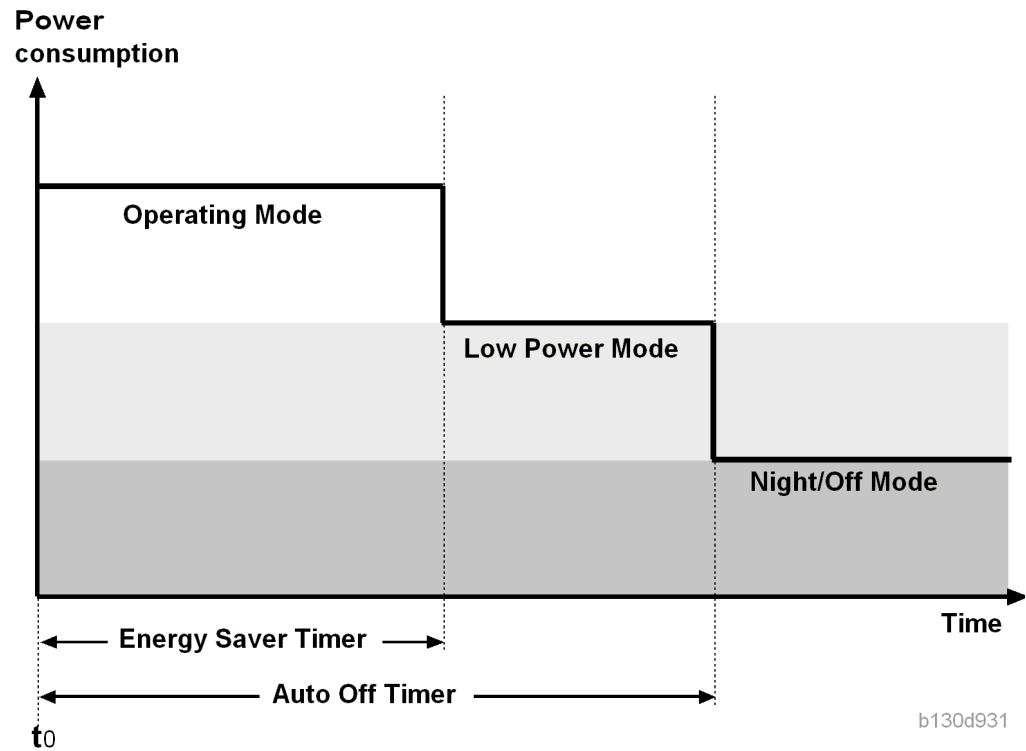 Power
consumption
Operating Mode
Low Power Mode
Night/Off Mode
Time
Energy Saver Timer
Auto Off Timer
b130d931
t0